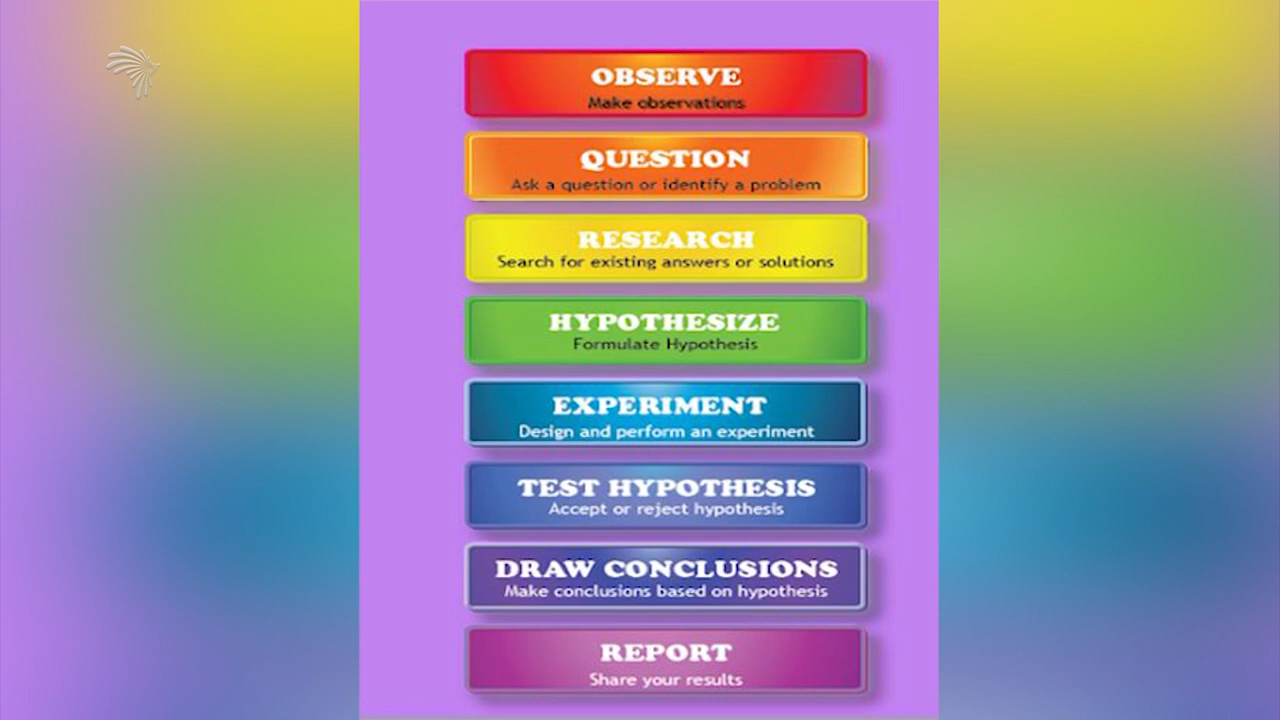 OBSERVE
Make observations
QUESTION
Ask a question or identify a problem
RESEARCH
Search for existing answers or solutions
HYPOTHESIZE
Formulate Hypothesis
EXPERIMENT
Design and perform an experiment
TEST HYPOTHESIS
Accept or reject hypothesis
DRAW CONCLUSIONS
Make conclusions based on hypothesis
REPORT
Share your results